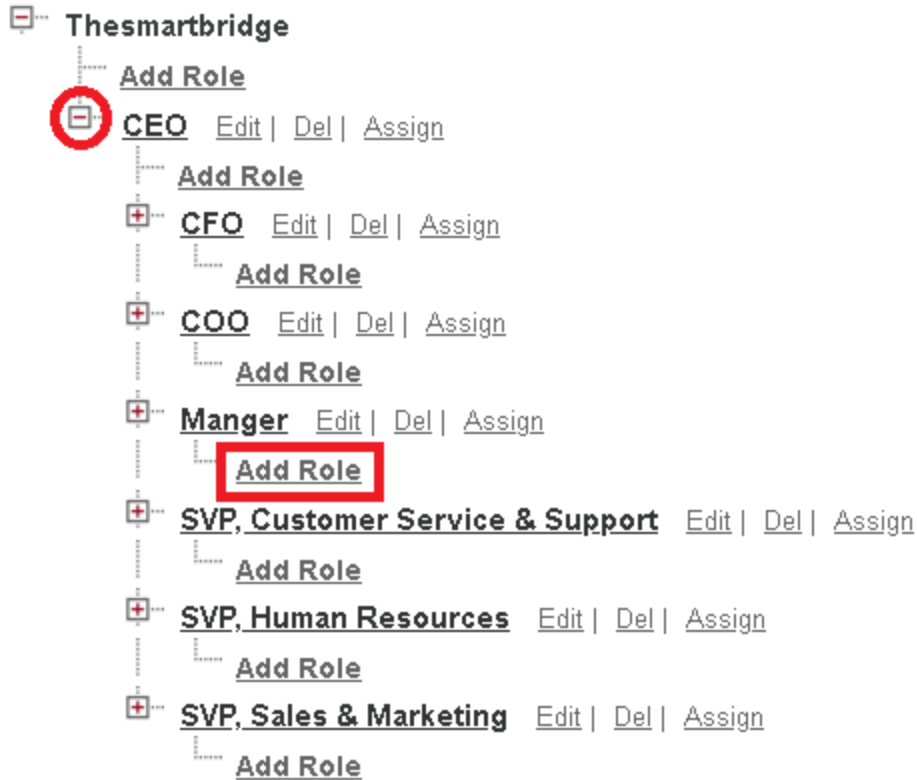 Thesmartbridge
Add Role
CEO Edit | Del | Assign
Add Role
CFO Edit | Del | Assign
Add Role
COO Edit | Del | Assign
Add Role
Manger Edit | Del | Assign
Add Role
SVP, Customer Service & Support Edit | Del | Assign
Add Role
SVP, Human Resources Edit | Del | Assign
Add Role
SVP, Sales & Marketing Edit | Del | Assign
Add Role